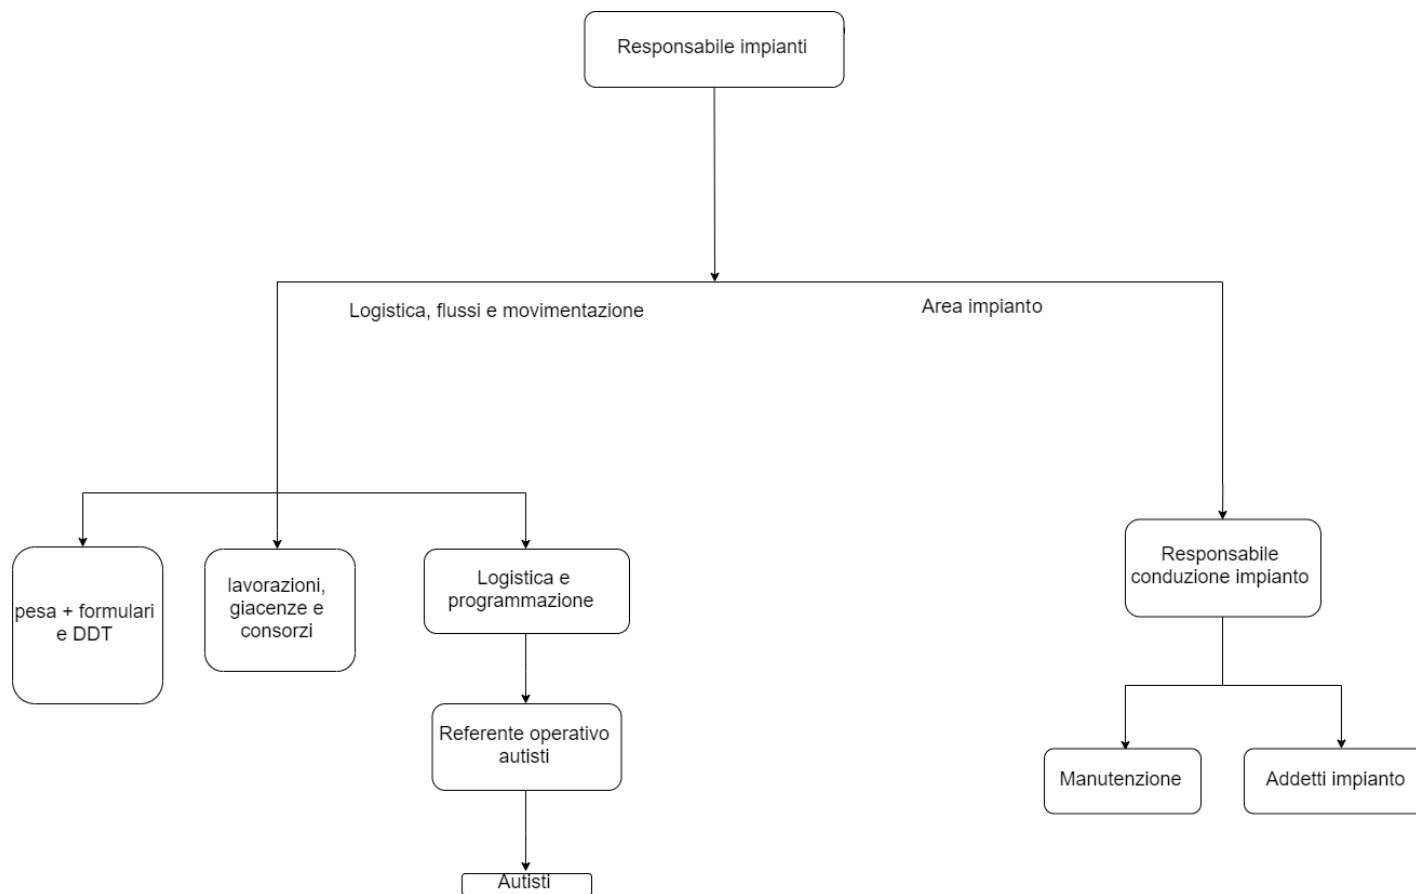 Responsabile impianti
Logistica, flussi e movimentazione
Area impianto
pesa + formulari
e DDT
lavorazioni,
giacenze e
consorzi
Logistica e
programmazione
Responsabile
conduzione impianto
Referente operativo
autisti
Manutenzione
Addetti impianto
Autisti